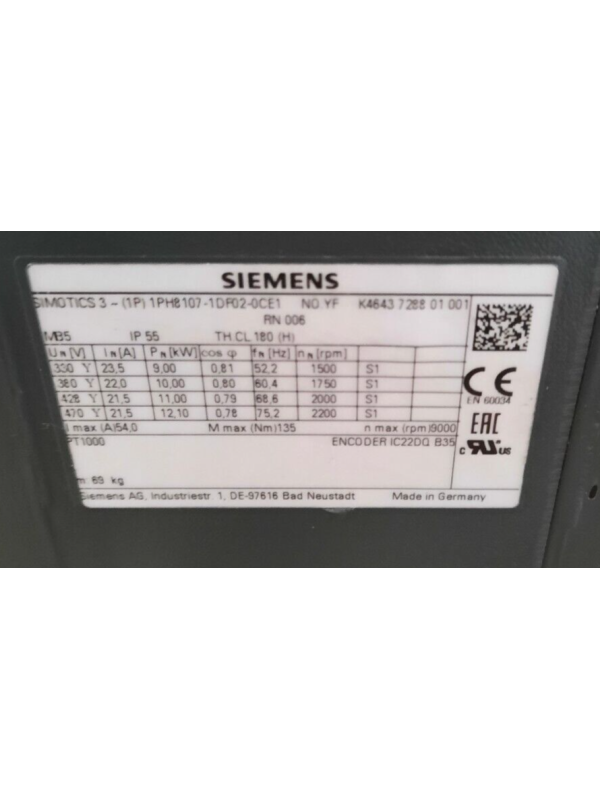 SIEMENS
SIMOTICS 3 ~ (1P) 1PH8107-1DF02-0CE1 NO YF K4643 7288 01 001
RN 006
IMB5 IP 55 TH.CL 180 (H)
U N [V] I N [A] P N [kW] cos φ f N [Hz] n N [rpm]
330 Y 23,5 9,00 0,81 52,2 1500 S1
380 Y 22,0 10,00 0,80 60,4 1750 S1
428 Y 21,5 11,00 0,79 68,6 2000 S1
470 Y 21,5 12,10 0,78 75,2 2200 S1
I max (A)54,0 M max (Nm)135 n max (rpm)9000
PT1000 ENCODER IC22DQ B35
m: 69 kg
Siemens AG, Industriestr. 1, DE-97616 Bad Neustadt Made in Germany
CE
EN 60034
EAC
c RU US